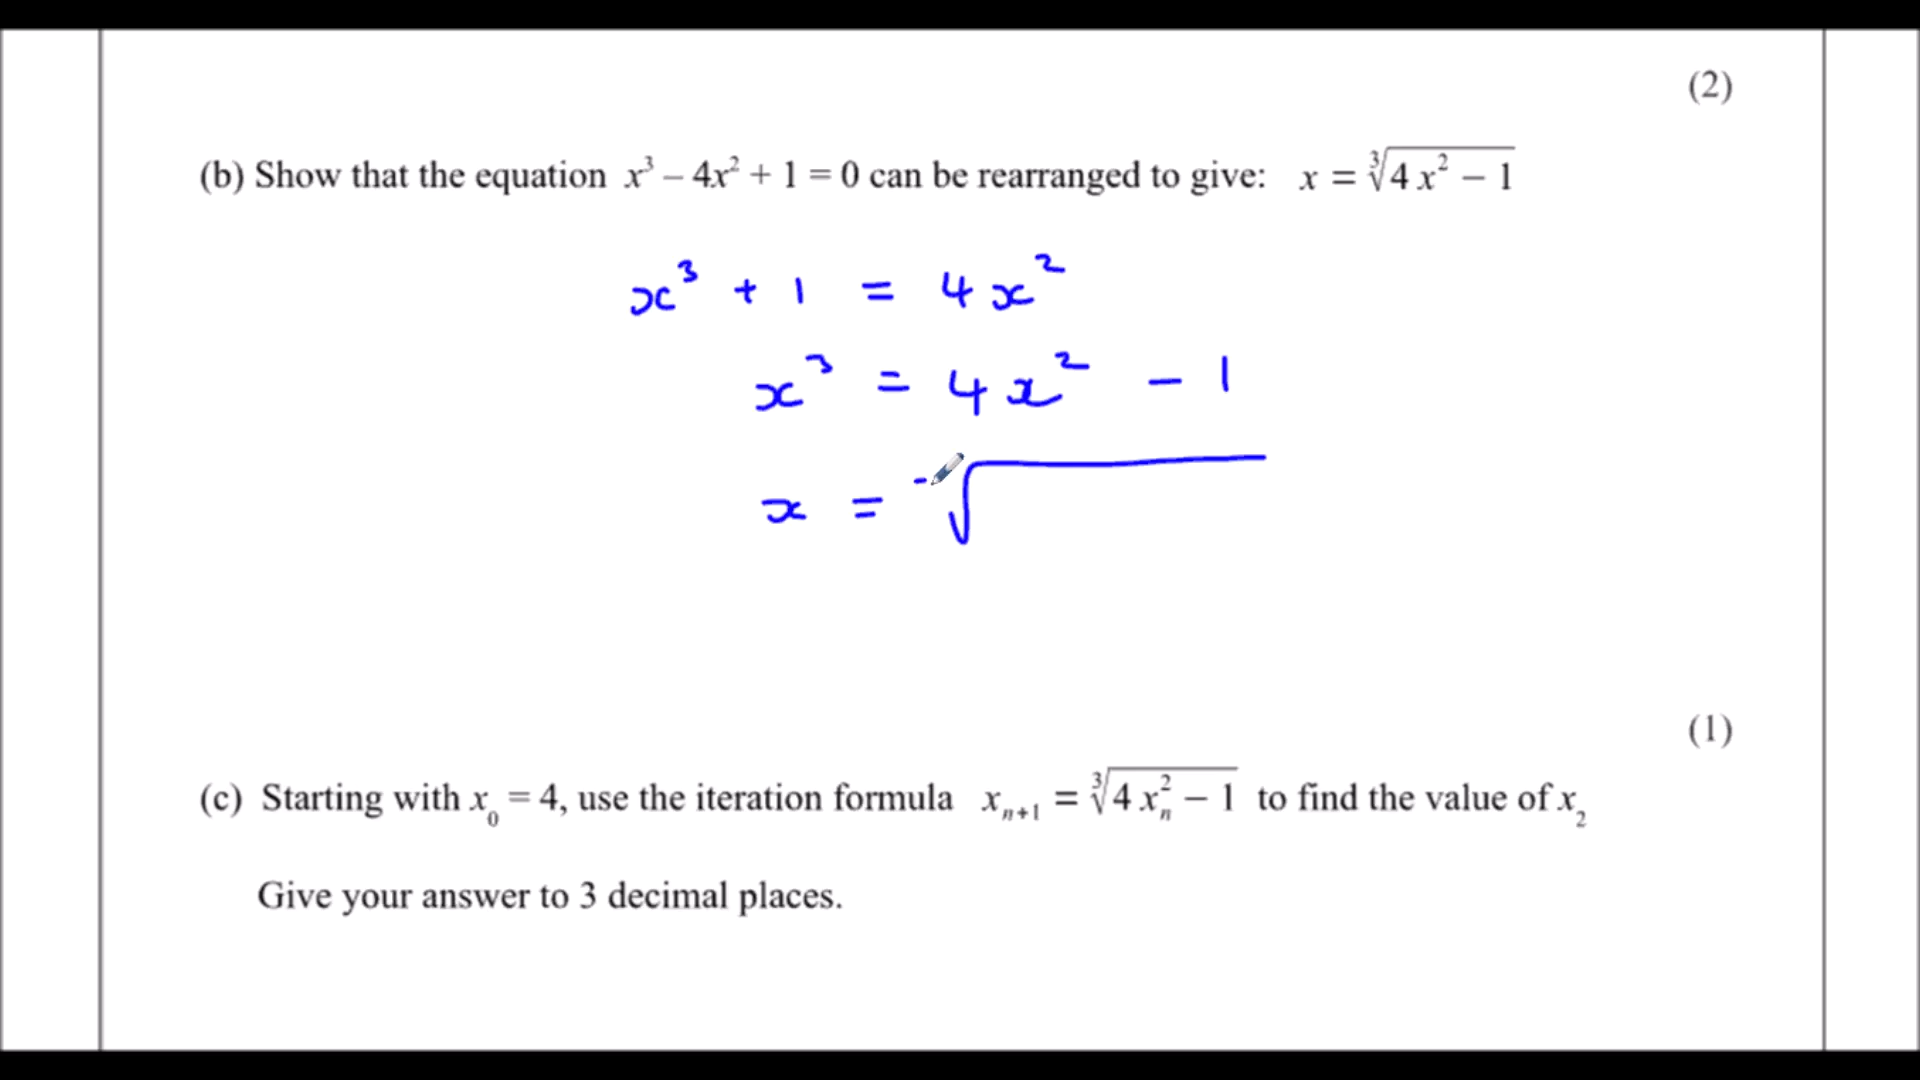 (2)
(b) Show that the equation x³ – 4x² + 1 = 0 can be rearranged to give: x = ∛(4x² − 1)
x³ + 1 = 4x²
x³ = 4x² − 1
x = √
(1)
(c) Starting with x₀ = 4, use the iteration formula xₙ₊₁ = ∛(4xₙ² − 1) to find the value of x₂
Give your answer to 3 decimal places.